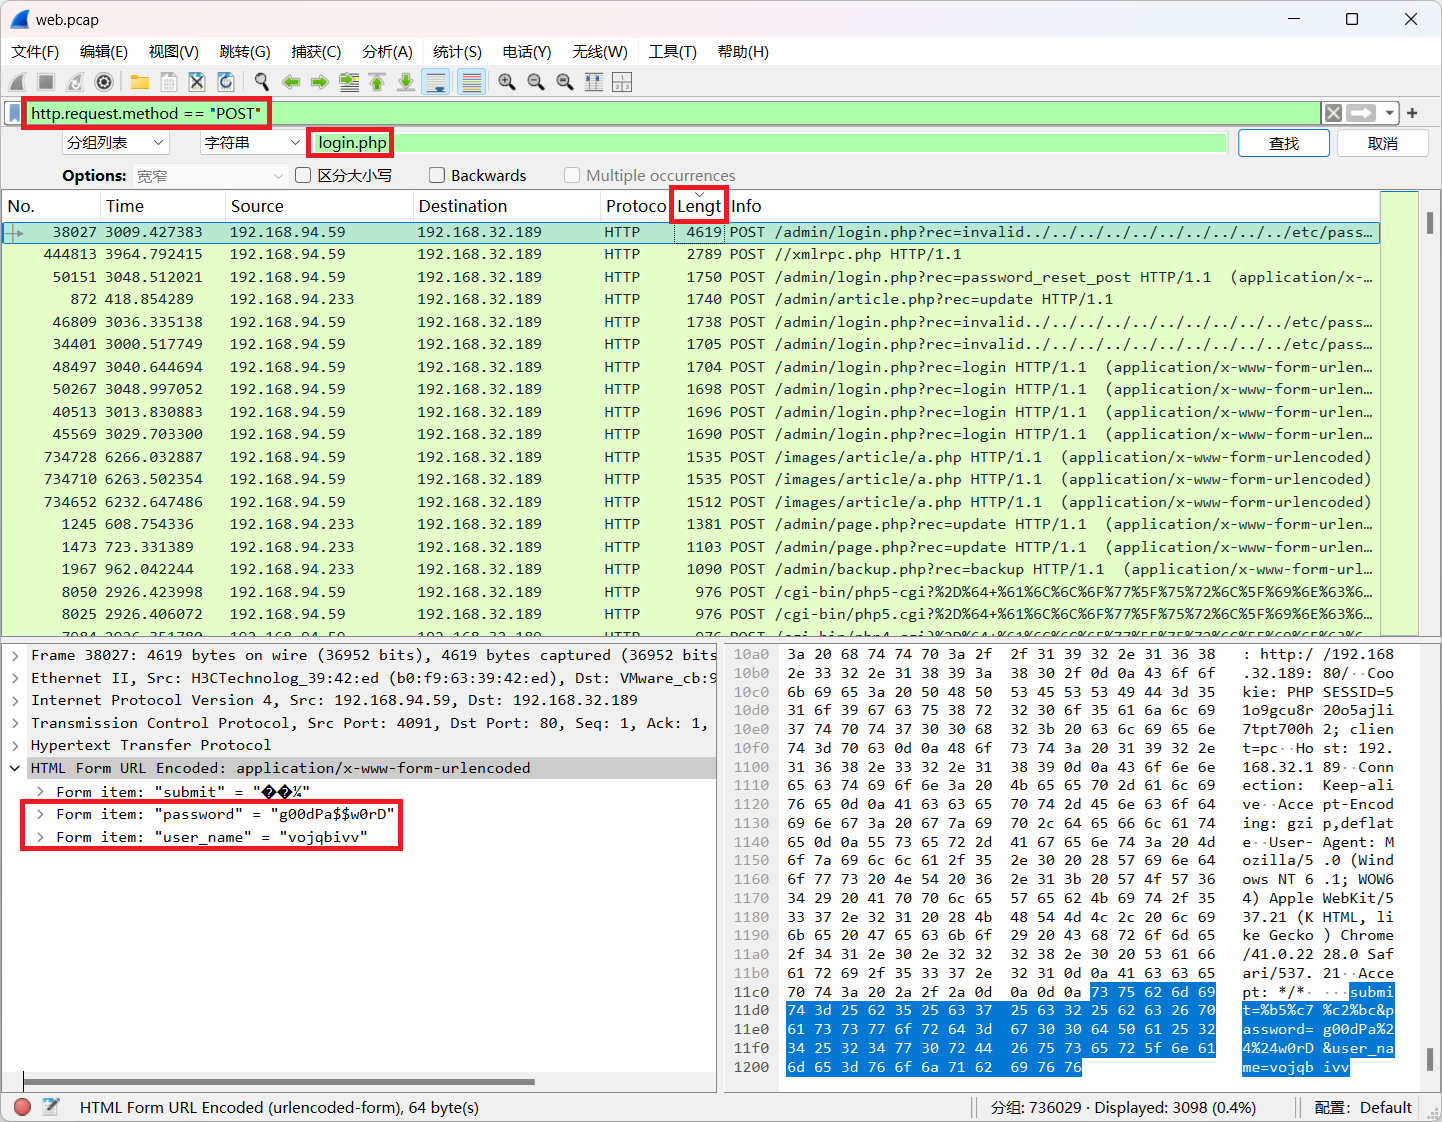 web.pcap
文件(F) 编辑(E) 视图(V) 跳转(G) 捕获(C) 分析(A) 统计(S) 电话(Y) 无线(W) 工具(T) 帮助(H)
http.request.method == "POST"
分组列表 字符串 login.php 查找 取消
Options: 宽窄 区分大小写 Backwards Multiple occurrences
No. Time Source Destination Protoco Lengt Info
38027 3009.427383 192.168.94.59 192.168.32.189 HTTP 4619 POST /admin/login.php?rec=invalid../../../../../../../../../etc/pass…
444813 3964.792415 192.168.94.59 192.168.32.189 HTTP 2789 POST //xmlrpc.php HTTP/1.1
50151 3048.512021 192.168.94.59 192.168.32.189 HTTP 1750 POST /admin/login.php?rec=password_reset_post HTTP/1.1 (application/x-…
872 418.854289 192.168.94.233 192.168.32.189 HTTP 1740 POST /admin/article.php?rec=update HTTP/1.1
46809 3036.335138 192.168.94.59 192.168.32.189 HTTP 1738 POST /admin/login.php?rec=invalid../../../../../../../../../etc/pass…
34401 3000.517749 192.168.94.59 192.168.32.189 HTTP 1705 POST /admin/login.php?rec=invalid../../../../../../../../../etc/pass…
48497 3040.644694 192.168.94.59 192.168.32.189 HTTP 1704 POST /admin/login.php?rec=login HTTP/1.1 (application/x-www-form-urlen…
50267 3048.997052 192.168.94.59 192.168.32.189 HTTP 1698 POST /admin/login.php?rec=login HTTP/1.1 (application/x-www-form-urlen…
40513 3013.830883 192.168.94.59 192.168.32.189 HTTP 1696 POST /admin/login.php?rec=login HTTP/1.1 (application/x-www-form-urlen…
45569 3029.703300 192.168.94.59 192.168.32.189 HTTP 1690 POST /admin/login.php?rec=login HTTP/1.1 (application/x-www-form-urlen…
734728 6266.032887 192.168.94.59 192.168.32.189 HTTP 1535 POST /images/article/a.php HTTP/1.1 (application/x-www-form-urlencoded)
734710 6263.502354 192.168.94.59 192.168.32.189 HTTP 1535 POST /images/article/a.php HTTP/1.1 (application/x-www-form-urlencoded)
734652 6232.647486 192.168.94.59 192.168.32.189 HTTP 1512 POST /images/article/a.php HTTP/1.1 (application/x-www-form-urlencoded)
1245 608.754336 192.168.94.233 192.168.32.189 HTTP 1381 POST /admin/page.php?rec=update HTTP/1.1 (application/x-www-form-urlen…
1473 723.331389 192.168.94.233 192.168.32.189 HTTP 1103 POST /admin/page.php?rec=update HTTP/1.1 (application/x-www-form-urlen…
1967 962.042244 192.168.94.233 192.168.32.189 HTTP 1090 POST /admin/backup.php?rec=backup HTTP/1.1 (application/x-www-form-url…
8050 2926.423998 192.168.94.59 192.168.32.189 HTTP 976 POST /cgi-bin/php5-cgi?%2D%64+%61%6C%6C%6F%77%5F%75%72%6C%5F%69%6E%63%6…
8025 2926.406072 192.168.94.59 192.168.32.189 HTTP 976 POST /cgi-bin/php5.cgi?%2D%64+%61%6C%6C%6F%77%5F%75%72%6C%5F%69%6E%63%6…
Frame 38027: 4619 bytes on wire (36952 bits), 4619 bytes captured (36952 bits
Ethernet II, Src: H3CTechnolog_39:42:ed (b0:f9:63:39:42:ed), Dst: VMware_cb:9
Internet Protocol Version 4, Src: 192.168.94.59, Dst: 192.168.32.189
Transmission Control Protocol, Src Port: 4091, Dst Port: 80, Seq: 1, Ack: 1,
Hypertext Transfer Protocol
HTML Form URL Encoded: application/x-www-form-urlencoded
Form item: "submit" = "��¼"
Form item: "password" = "g00dPa$$w0rD"
Form item: "user_name" = "vojqbivv"
10a0 3a 20 68 74 74 70 3a 2f 2f 31 39 32 2e 31 36 38 : http:/ /192.168
10b0 2e 33 32 2e 31 38 39 3a 38 30 2f 0d 0a 43 6f 6f .32.189: 80/··Coo
10c0 6b 69 65 3a 20 50 48 50 53 45 53 53 49 44 3d 35 kie: PHP SESSID=5
10d0 31 6f 39 67 63 75 38 72 32 30 6f 35 61 6a 6c 69 1o9gcu8r 20o5ajli
10e0 37 74 70 74 37 30 30 68 32 3b 20 63 6c 69 65 6e 7tpt700h 2; clien
10f0 74 3d 70 63 0d 0a 48 6f 73 74 3a 20 31 39 32 2e t=pc··Ho st: 192.
1100 31 36 38 2e 33 32 2e 31 38 39 0d 0a 43 6f 6e 6e 168.32.1 89··Conn
1110 65 63 74 69 6f 6e 3a 20 4b 65 65 70 2d 61 6c 69 ection: Keep-ali
1120 76 65 0d 0a 41 63 63 65 70 74 2d 45 6e 63 6f 64 ve··Acce pt-Encod
1130 69 6e 67 3a 20 67 7a 69 70 2c 64 65 66 6c 61 74 ing: gzi p,deflat
1140 65 0d 0a 55 73 65 72 2d 41 67 65 6e 74 3a 20 4d e··User- Agent: M
1150 6f 7a 69 6c 6c 61 2f 35 2e 30 20 28 57 69 6e 64 ozilla/5 .0 (Wind
1160 6f 77 73 20 4e 54 20 36 2e 31 3b 20 57 4f 57 36 ows NT 6 .1; WOW6
1170 34 29 20 41 70 70 6c 65 57 65 62 4b 69 74 2f 35 4) Apple WebKit/5
1180 33 37 2e 32 31 20 28 4b 48 54 4d 4c 2c 20 6c 69 37.21 (K HTML, li
1190 6b 65 20 47 65 63 6b 6f 29 20 43 68 72 6f 6d 65 ke Gecko ) Chrome
11a0 2f 34 31 2e 30 2e 32 32 32 38 2e 30 20 53 61 66 /41.0.22 28.0 Saf
11b0 61 72 69 2f 35 33 37 2e 32 31 0d 0a 41 63 63 65 ari/537. 21··Acce
11c0 70 74 3a 20 2a 2f 2a 0d 0a 0d 0a 73 75 62 6d 69 pt: */*· ···submi
11d0 74 3d 25 62 35 25 63 37 25 63 32 25 62 63 26 70 t=%b5%c7 %c2%bc&p
11e0 61 73 73 77 6f 72 64 3d 67 30 30 64 50 61 25 32 assword= g00dPa%2
11f0 34 25 32 34 77 30 72 44 26 75 73 65 72 5f 6e 61 4%24w0rD &user_na
1200 6d 65 3d 76 6f 6a 71 62 69 76 76 me=vojqb ivv
HTML Form URL Encoded (urlencoded-form), 64 byte(s) 分组: 736029 · Displayed: 3098 (0.4%) 配置: Default